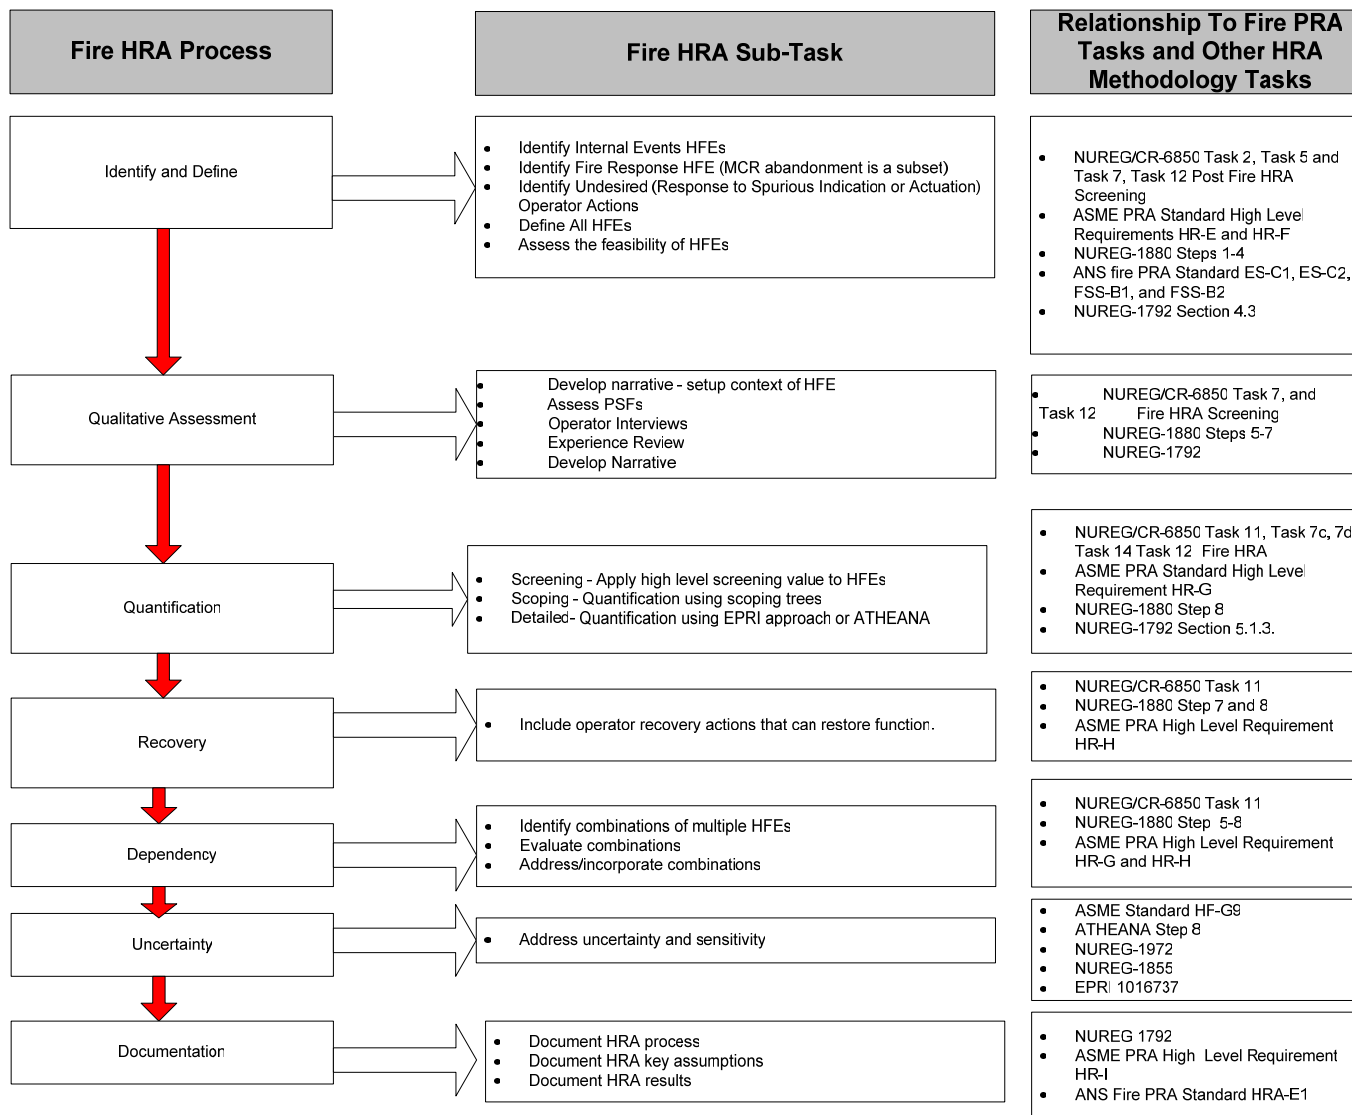 Fire HRA Process
Fire HRA Sub-Task
Relationship To Fire PRA
Tasks and Other HRA
Methodology Tasks
Identify and Define
• Identify Internal Events HFEs
• Identify Fire Response HFE (MCR abandonment is a subset)
• Identify Undesired (Response to Spurious Indication or Actuation)
Operator Actions
• Define All HFEs
• Assess the feasibility of HFEs
• NUREG/CR-6850 Task 2, Task 5 and
Task 7, Task 12 Post Fire HRA
Screening
• ASME PRA Standard High Level
Requirements HR-E and HR-F
• NUREG-1880 Steps 1-4
• ANS fire PRA Standard ES-C1, ES-C2,
FSS-B1, and FSS-B2
• NUREG-1792 Section 4.3
Qualitative Assessment
• Develop narrative - setup context of HFE
• Assess PSFs
• Operator Interviews
• Experience Review
• Develop Narrative
• NUREG/CR-6850 Task 7, and
Task 12 Fire HRA Screening
• NUREG-1880 Steps 5-7
• NUREG-1792
Quantification
• Screening - Apply high level screening value to HFEs
• Scoping - Quantification using scoping trees
• Detailed- Quantification using EPRI approach or ATHEANA
• NUREG/CR-6850 Task 11, Task 7c, 7d
Task 14 Task 12 Fire HRA
• ASME PRA Standard High Level
Requirement HR-G
• NUREG-1880 Step 8
• NUREG-1792 Section 5.1.3.
Recovery
• Include operator recovery actions that can restore function.
• NUREG/CR-6850 Task 11
• NUREG-1880 Step 7 and 8
• ASME PRA High Level Requirement
HR-H
Dependency
• Identify combinations of multiple HFEs
• Evaluate combinations
• Address/incorporate combinations
• NUREG/CR-6850 Task 11
• NUREG-1880 Step 5-8
• ASME PRA High Level Requirement
HR-G and HR-H
Uncertainty
• Address uncertainty and sensitivity
• ASME Standard HF-G9
• ATHEANA Step 8
• NUREG-1972
• NUREG-1855
• EPRI 1016737
Documentation
• Document HRA process
• Document HRA key assumptions
• Document HRA results
• NUREG 1792
• ASME PRA High Level Requirement
HR-I
• ANS Fire PRA Standard HRA-E1